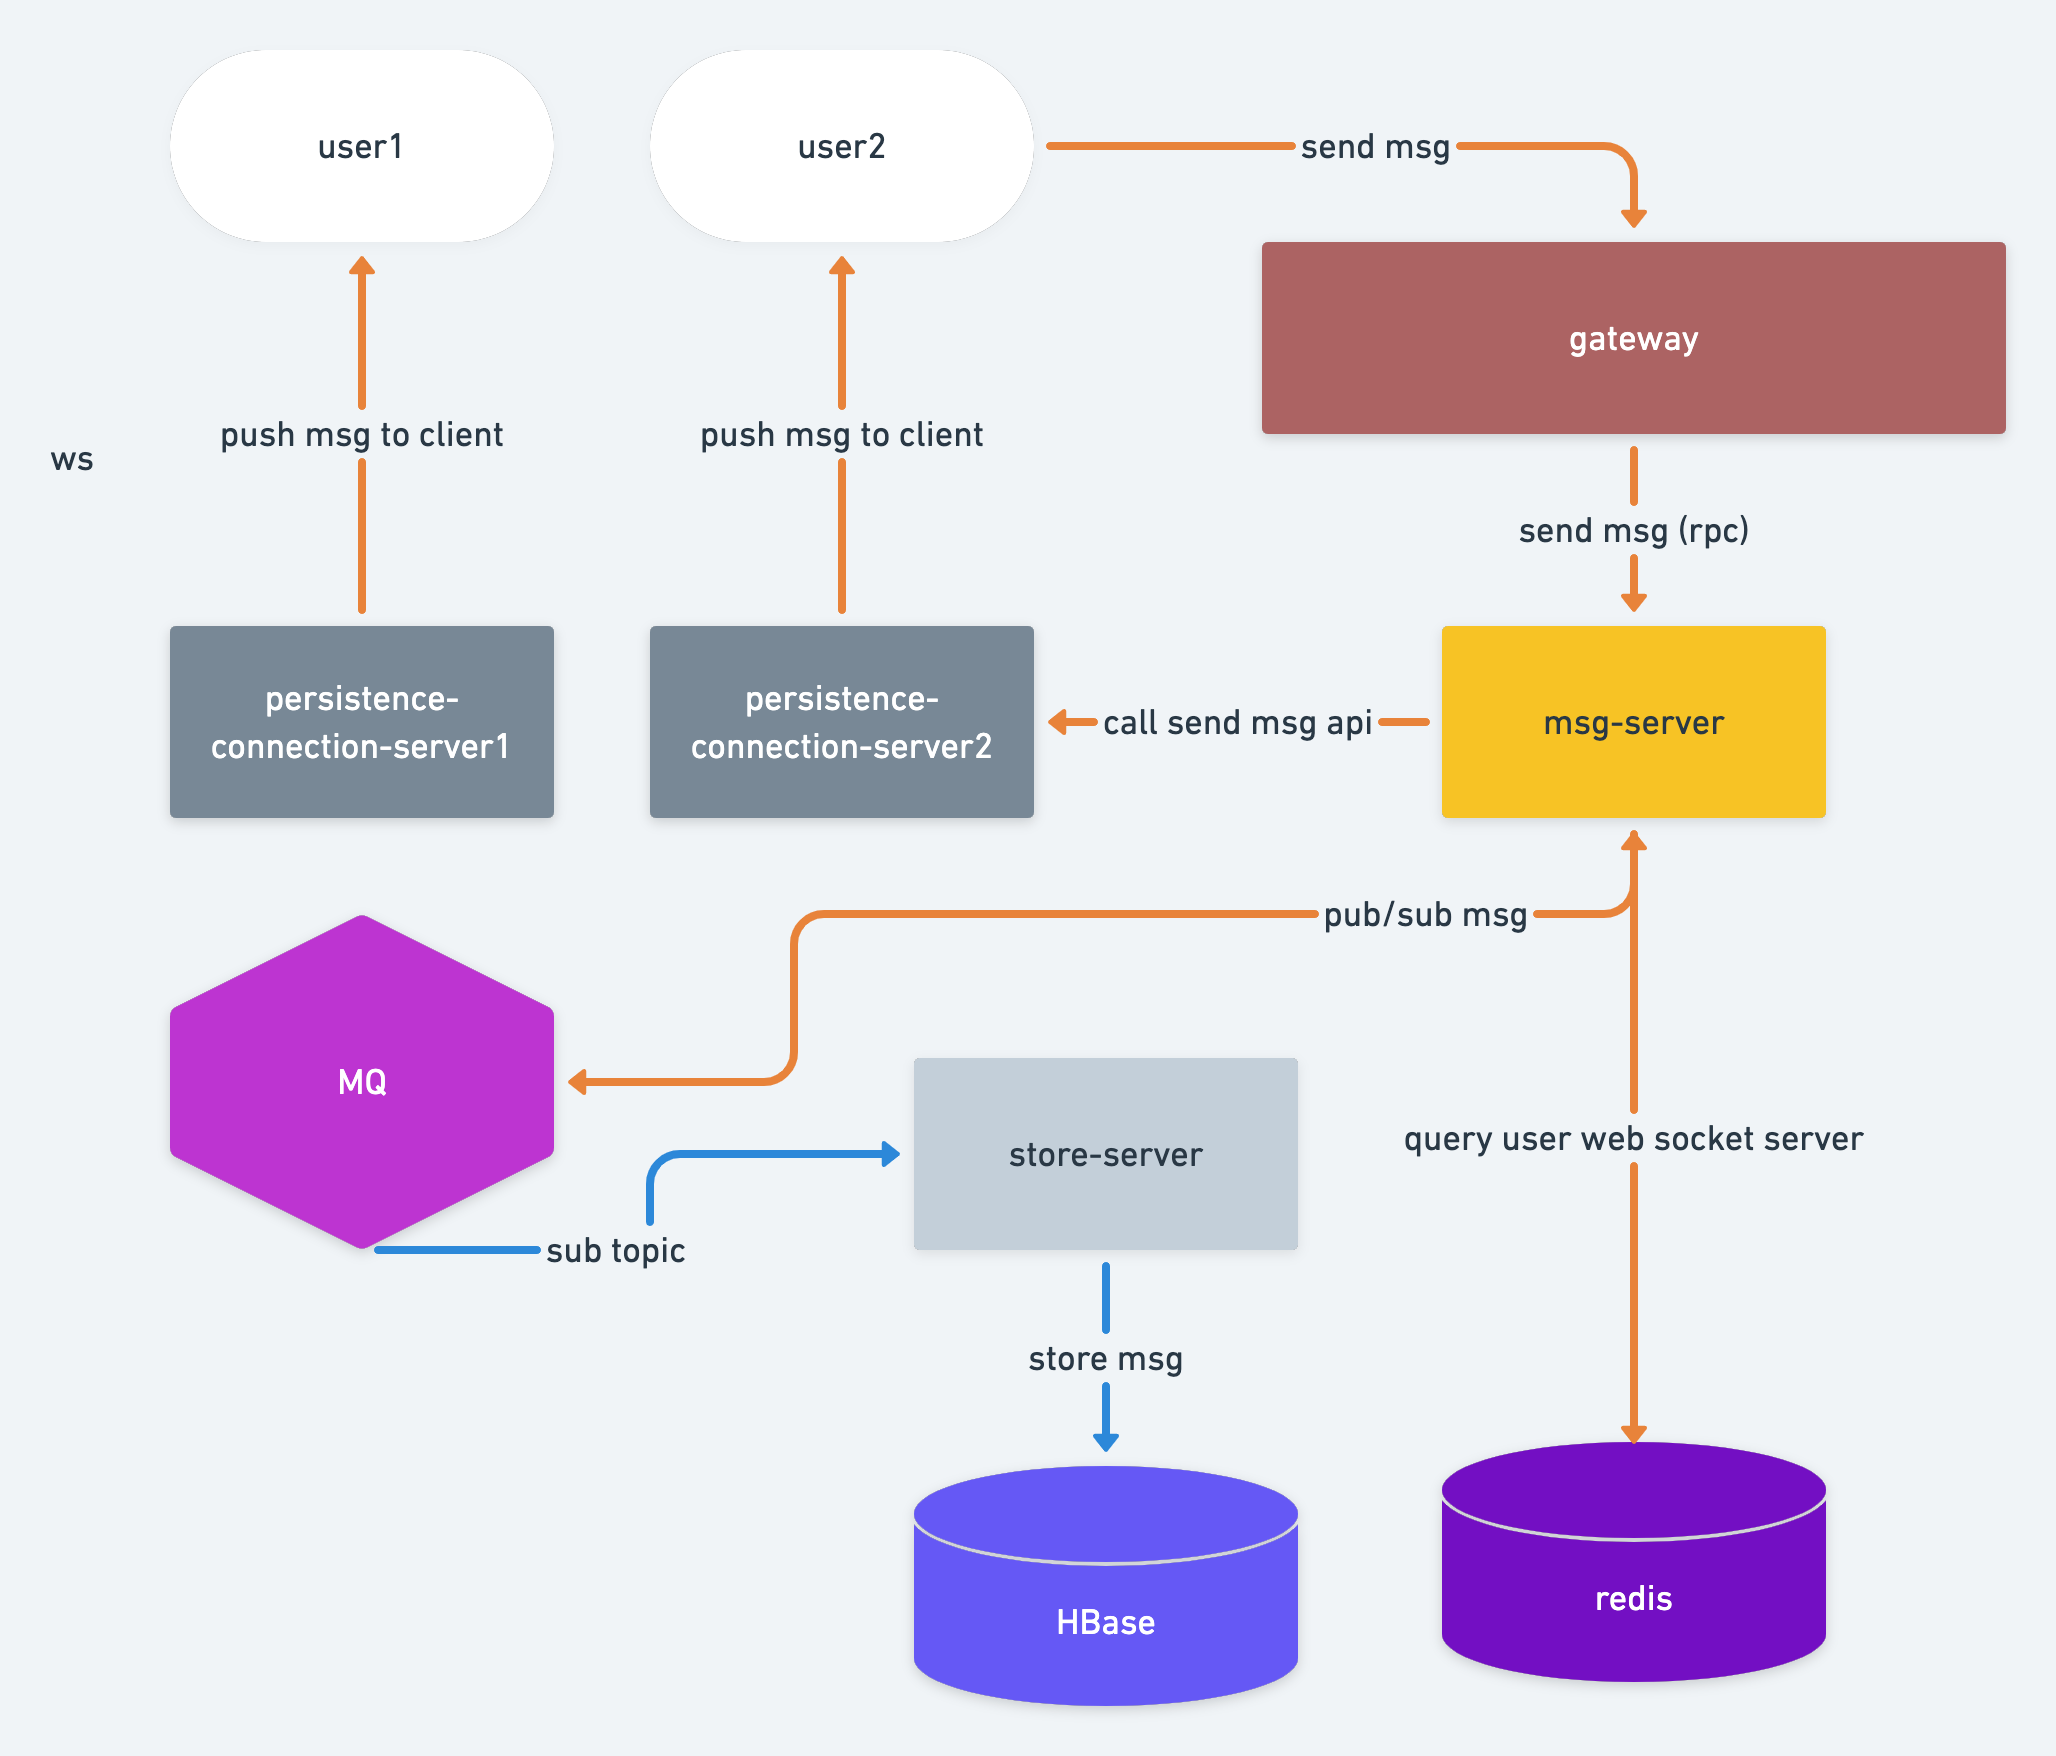 user1
user2
send msg
gateway
push msg to client
push msg to client
ws
send msg (rpc)
persistence-
connection-server1
persistence-
connection-server2
call send msg api
msg-server
pub/sub msg
MQ
store-server
query user web socket server
sub topic
store msg
HBase
redis